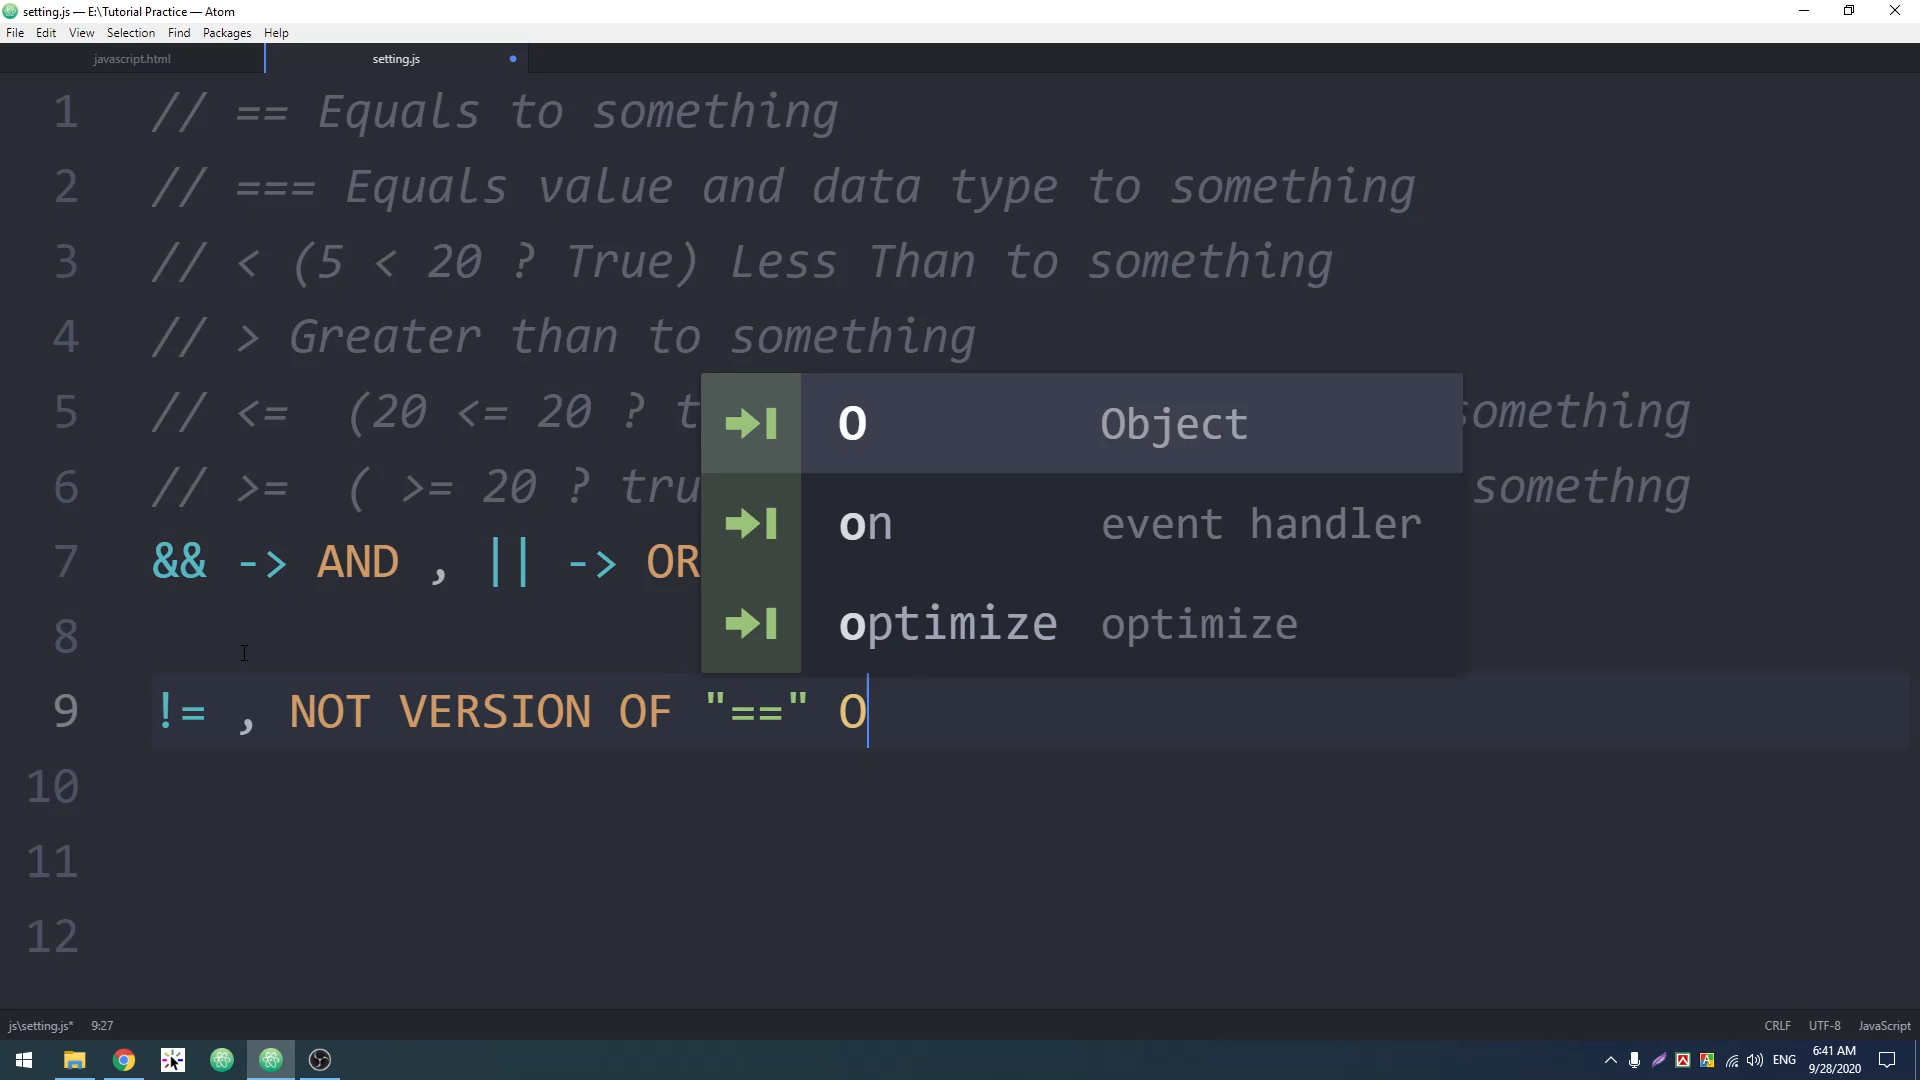 setting.js — E:\Tutorial Practice — Atom
File Edit View Selection Find Packages Help
javascript.html setting.js
1 // == Equals to something
2 // === Equals value and data type to something
3 // < (5 < 20 ? True) Less Than to something
4 // > Greater than to something
5 // <= (20 <= 20 ? t something
6 // >= ( >= 20 ? tru somethng
7 && -> AND , || -> OR
8
9 != , NOT VERSION OF "==" O
10
11
12
O Object
on event handler
optimize optimize
js\setting.js* 9:27 CRLF UTF-8 JavaScript
ENG 6:41 AM
9/28/2020